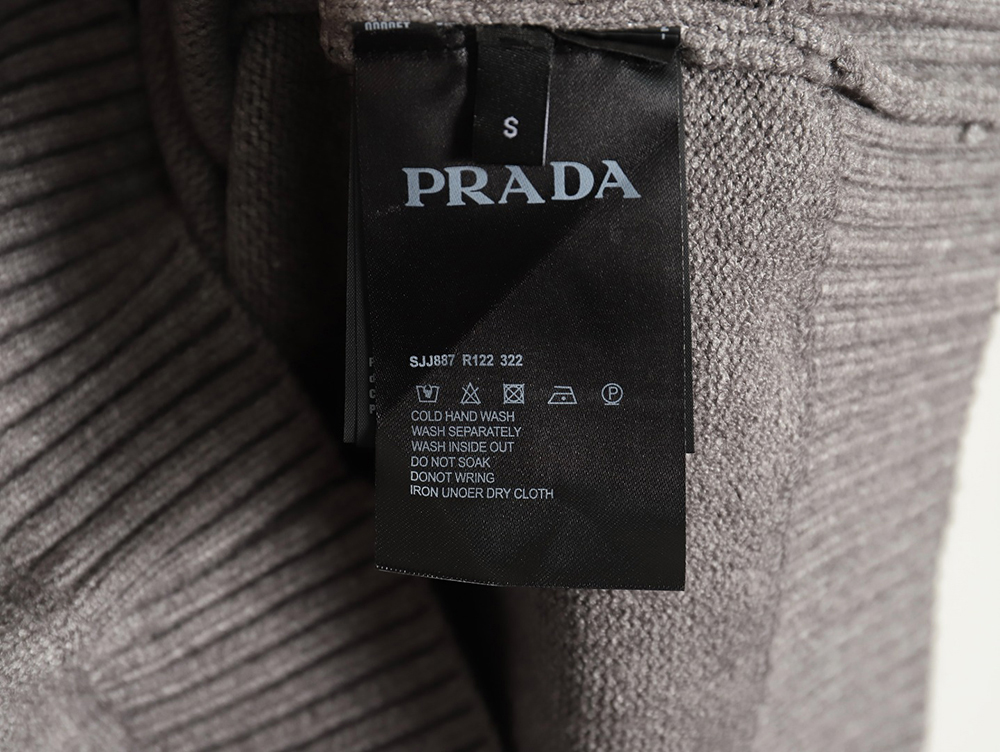 S
PRADA
SJJ887 R122 322
P
COLD HAND WASH
WASH SEPARATELY
WASH INSIDE OUT
DO NOT SOAK
DONOT WRING
IRON UNOER DRY CLOTH